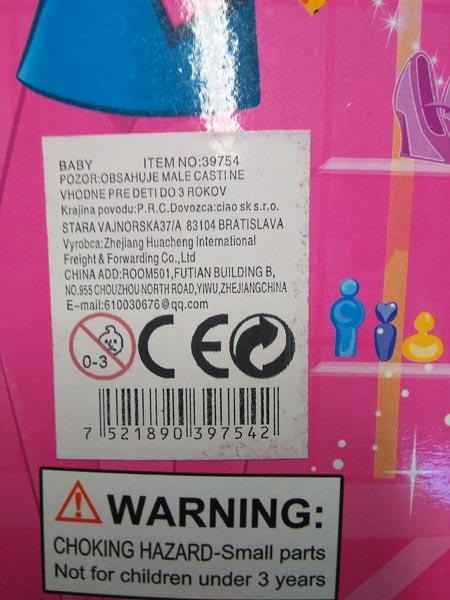 BABY ITEM NO:39754
POZOR:OBSAHUJE MALE CASTI NE
VHODNE PRE DETI DO 3 ROKOV
Krajina povodu:P.R.C.Dovozca:ciao sk s.r.o.
STARA VAJNORSKA37/A 83104 BRATISLAVA
Vyrobca:Zhejiang Huacheng International
Freight & Forwarding Co.,Ltd
CHINA ADD:ROOM501,FUTIAN BUILDING B,
NO.955 CHOUZHOU NORTH ROAD,YIWU,ZHEJIANGCHINA
E-mail:610030676@qq.com
0-3 CE
7 521890 397542
WARNING:
CHOKING HAZARD-Small parts
Not for children under 3 years